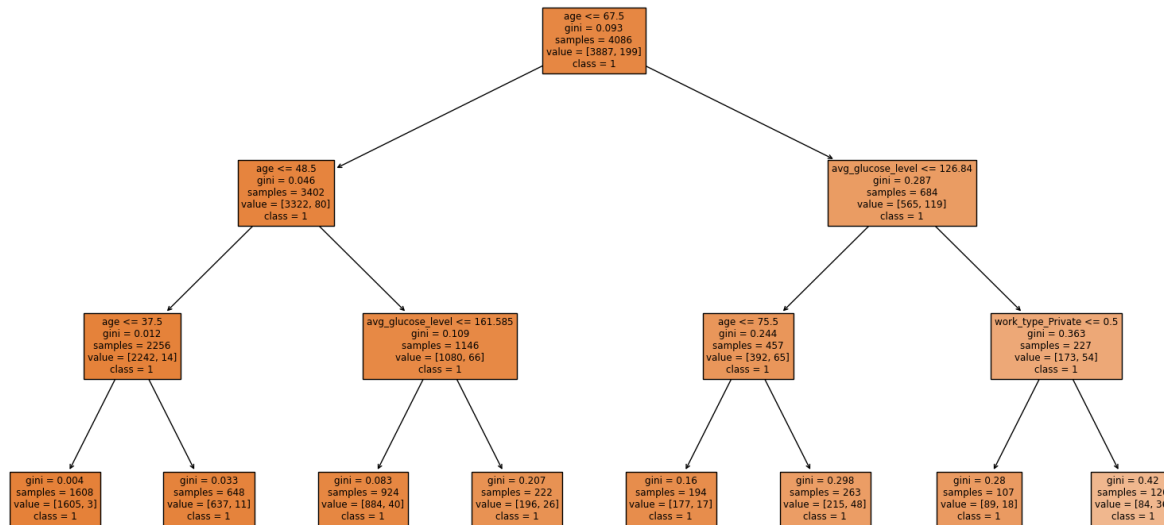 age <= 67.5
gini = 0.093
samples = 4086
value = [3887, 199]
class = 1
age <= 48.5
gini = 0.046
samples = 3402
value = [3322, 80]
class = 1
avg_glucose_level <= 126.84
gini = 0.287
samples = 684
value = [565, 119]
class = 1
age <= 37.5
gini = 0.012
samples = 2256
value = [2242, 14]
class = 1
avg_glucose_level <= 161.585
gini = 0.109
samples = 1146
value = [1080, 66]
class = 1
age <= 75.5
gini = 0.244
samples = 457
value = [392, 65]
class = 1
work_type_Private <= 0.5
gini = 0.363
samples = 227
value = [173, 54]
class = 1
gini = 0.004
samples = 1608
value = [1605, 3]
class = 1
gini = 0.033
samples = 648
value = [637, 11]
class = 1
gini = 0.083
samples = 924
value = [884, 40]
class = 1
gini = 0.207
samples = 222
value = [196, 26]
class = 1
gini = 0.16
samples = 194
value = [177, 17]
class = 1
gini = 0.298
samples = 263
value = [215, 48]
class = 1
gini = 0.28
samples = 107
value = [89, 18]
class = 1
gini = 0.42
samples =
value = [84,
class = 1